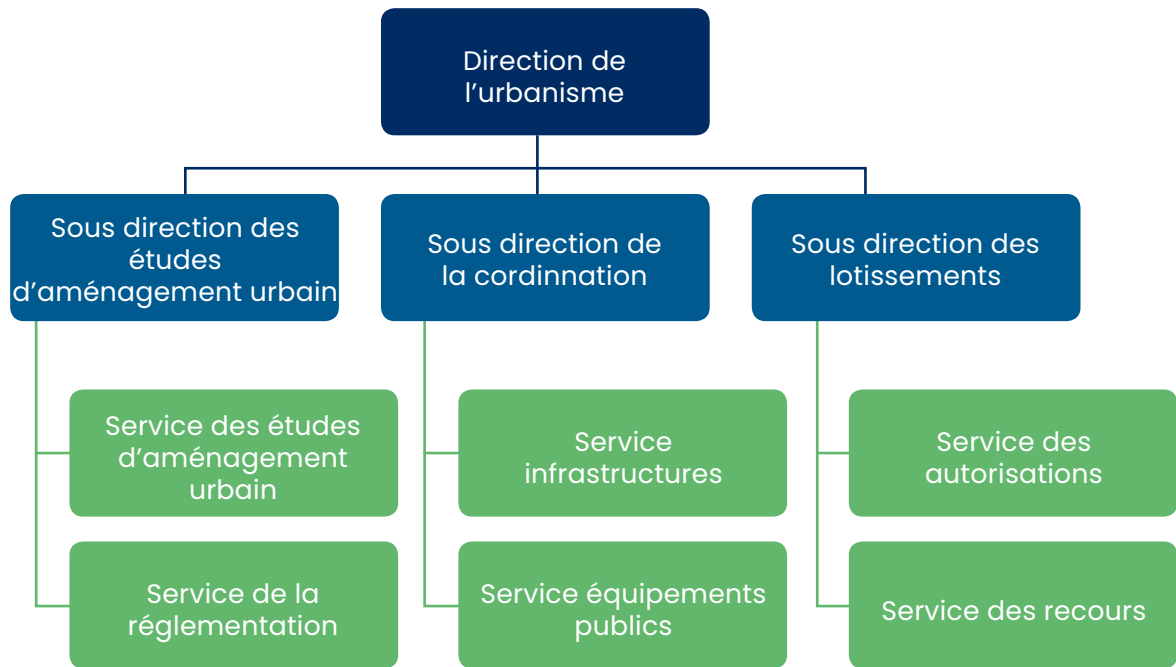 Direction de
l’urbanisme
Sous direction des
études
d’aménagement urbain
Sous direction de
la cordinnation
Sous direction des
lotissements
Service des études
d’aménagement
urbain
Service
infrastructures
Service des
autorisations
Service de la
réglementation
Service équipements
publics
Service des recours